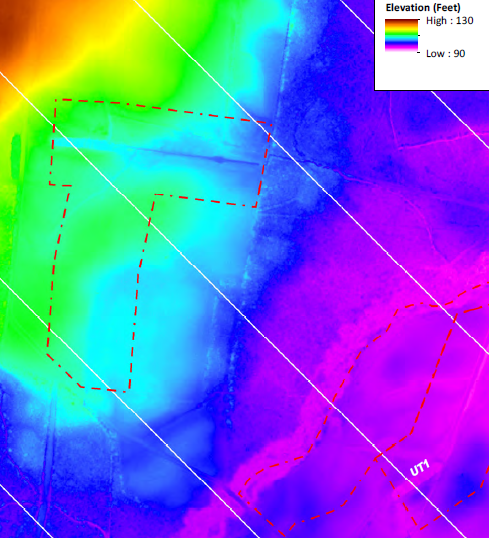 Elevation (Feet)
High : 130
Low : 90
UT1